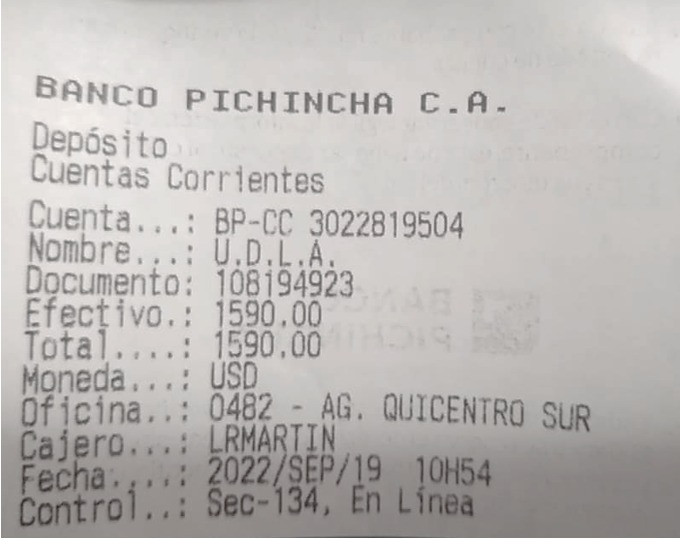 BANCO PICHINCHA C.A.
Depósito
Cuentas Corrientes
Cuenta...: BP-CC 3022819504
Nombre...: U.D.L.A.
Documento: 108194923
Efectivo.: 1590.00
Total....: 1590.00
Moneda...: USD
Oficina..: 0482 - AG. QUICENTRO SUR
Cajero...: LRMARTIN
Fecha....: 2022/SEP/19 10H54
Control..: Sec-134, En Línea